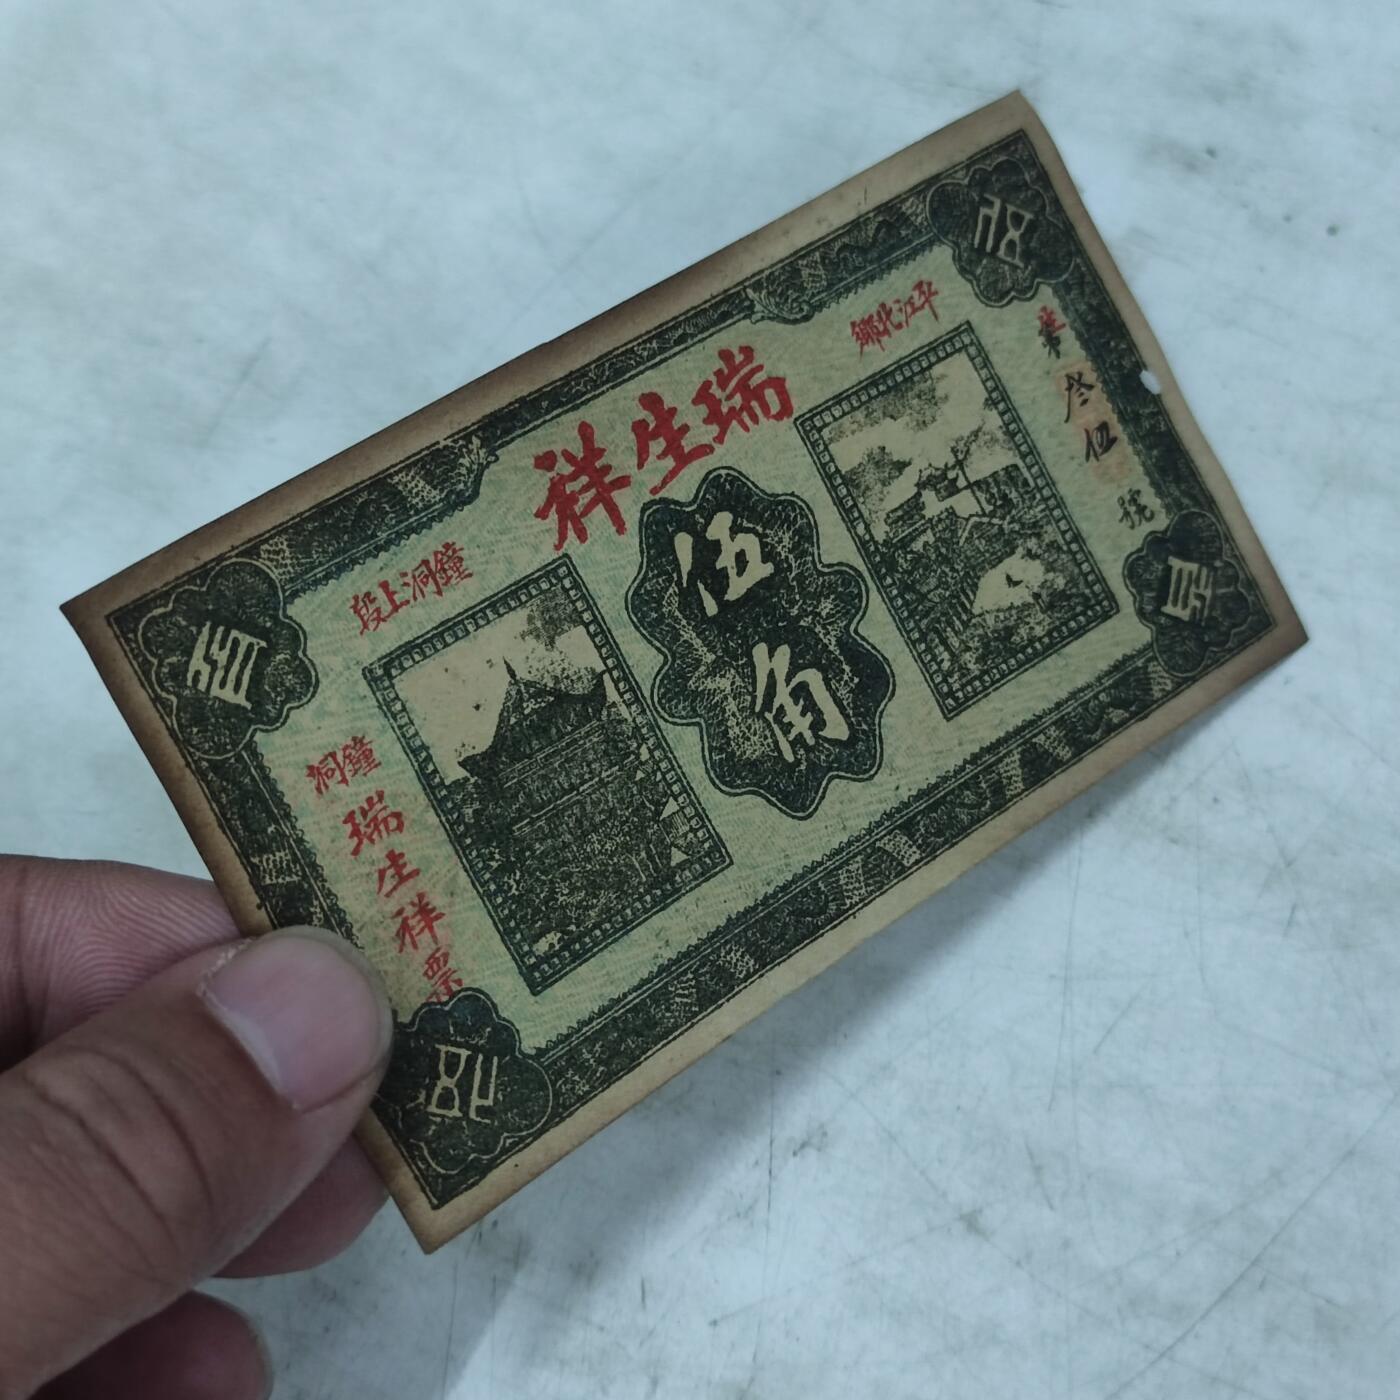 平江北鄉
瑞生祥
鐘洞上段
伍角
第叄伍號
鐘洞瑞生祥票